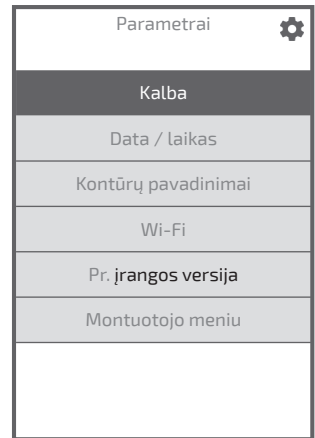 Parametrai
Kalba
Data / laikas
Kontūrų pavadinimai
Wi-Fi
Pr. įrangos versija
Montuotojo meniu